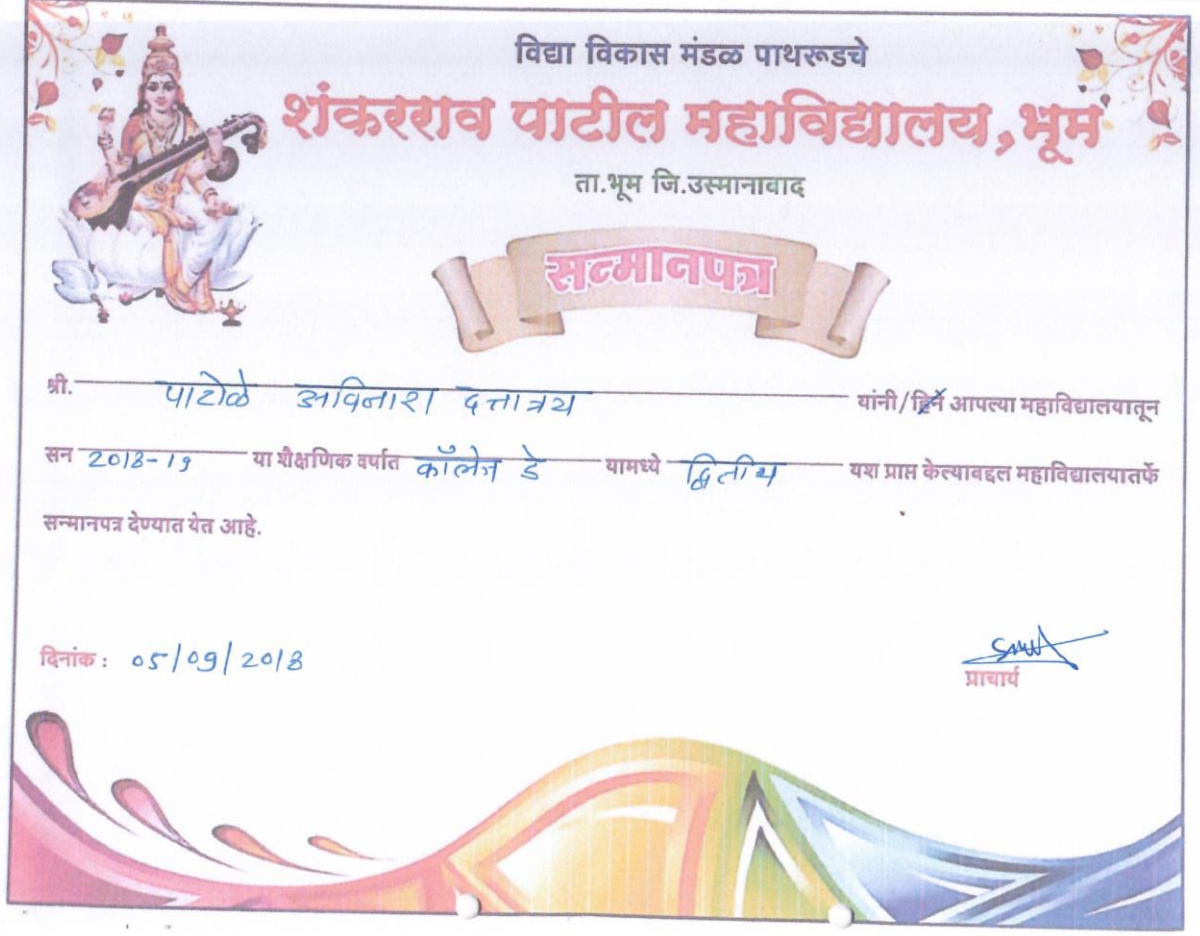 विद्या विकास मंडळ पाथरूडचे
शंकरराव पाटील महाविद्यालय,भूम
ता.भूम जि.उस्मानाबाद
सन्मानपत्र
श्री. पाटोळे अविनाश दत्तात्रय यांनी/हिने आपल्या महाविद्यालयातून
सन 2018-19 या शैक्षणिक वर्षात कॉलेज डे यामध्ये द्वितीय यश प्राप्त केल्याबद्दल महाविद्यालयातर्फे
सन्मानपत्र देण्यात येत आहे.
दिनांक : 05/09/2018
प्राचार्य